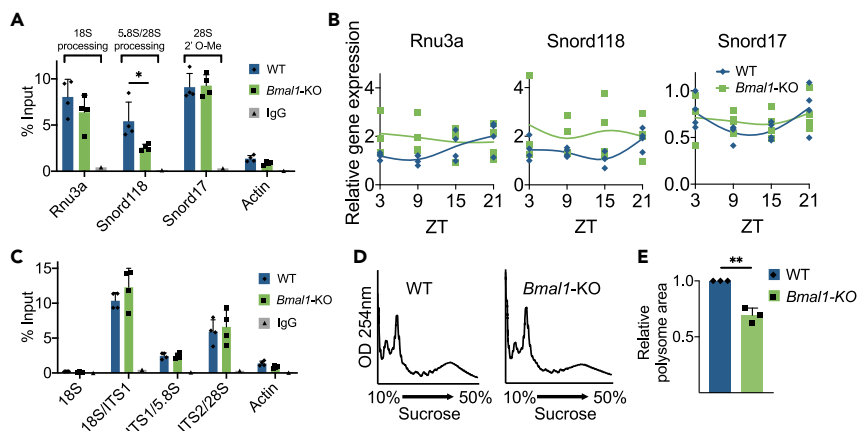 A
18S
processing
5.8S/28S
processing
28S
2' O-Me
% Input
10
5
0
*
WT
Bmal1-KO
IgG
Rnu3a
Snord118
Snord17
Actin
B
Relative gene expression
Rnu3a
4
2
0
3 9 15 21
ZT
Snord118
4
2
0
3 9 15 21
ZT
Snord17
WT
Bmal1-KO
1.0
0.5
0.0
3 9 15 21
ZT
C
% Input
15
10
5
0
WT
Bmal1-KO
IgG
18S
18S/ITS1
ITS1/5.8S
ITS2/28S
Actin
D
OD 254nm
WT
Bmal1-KO
10% 50%
Sucrose
10% 50%
Sucrose
E
Relative
polysome area
1.0
0.5
**
WT
Bmal1-KO